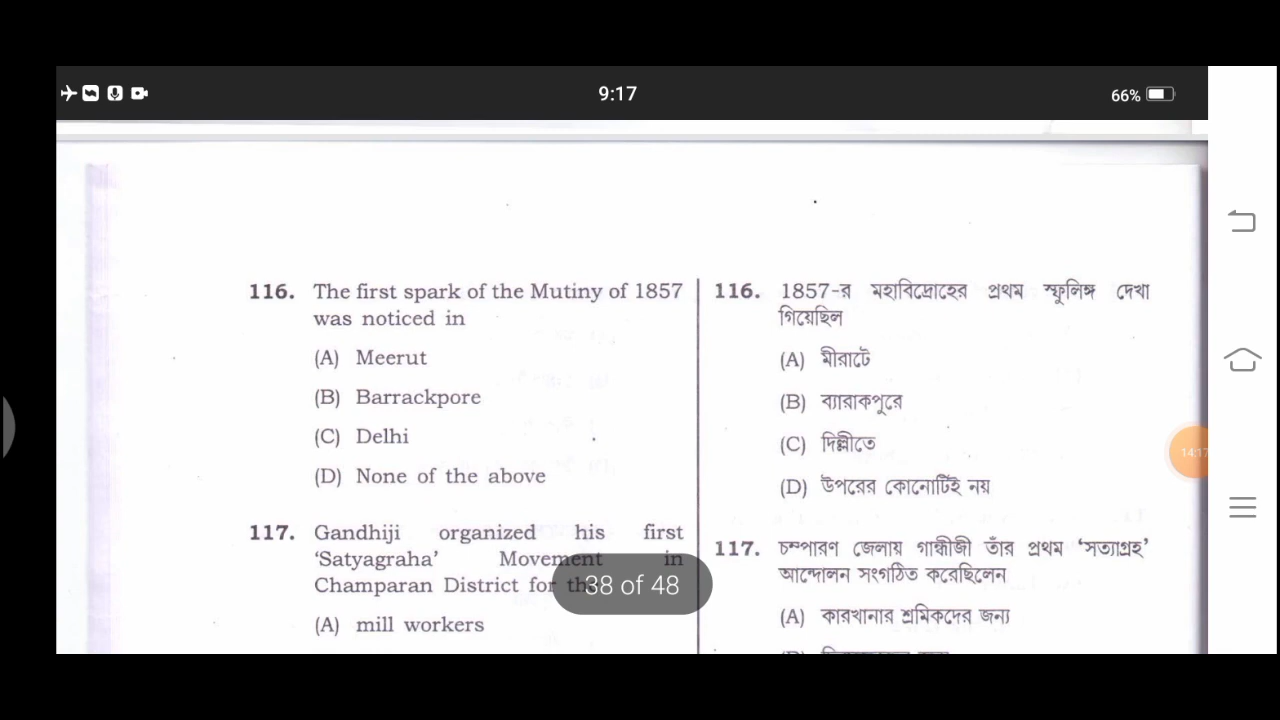 9:17
66%
116. The first spark of the Mutiny of 1857
was noticed in
(A) Meerut
(B) Barrackpore
(C) Delhi
(D) None of the above
117. Gandhiji organized his first
'Satyagraha' Movement in
Champaran District for the
(A) mill workers
116. 1857-র মহাবিদ্রোহের প্রথম স্ফুলিঙ্গ দেখা
গিয়েছিল
(A) মীরাটে
(B) ব্যারাকপুরে
(C) দিল্লীতে
(D) উপরের কোনোটিই নয়
117. চম্পারণ জেলায় গান্ধীজী তাঁর প্রথম 'সত্যাগ্রহ'
আন্দোলন সংগঠিত করেছিলেন
(A) কারখানার শ্রমিকদের জন্য
38 of 48
14:17